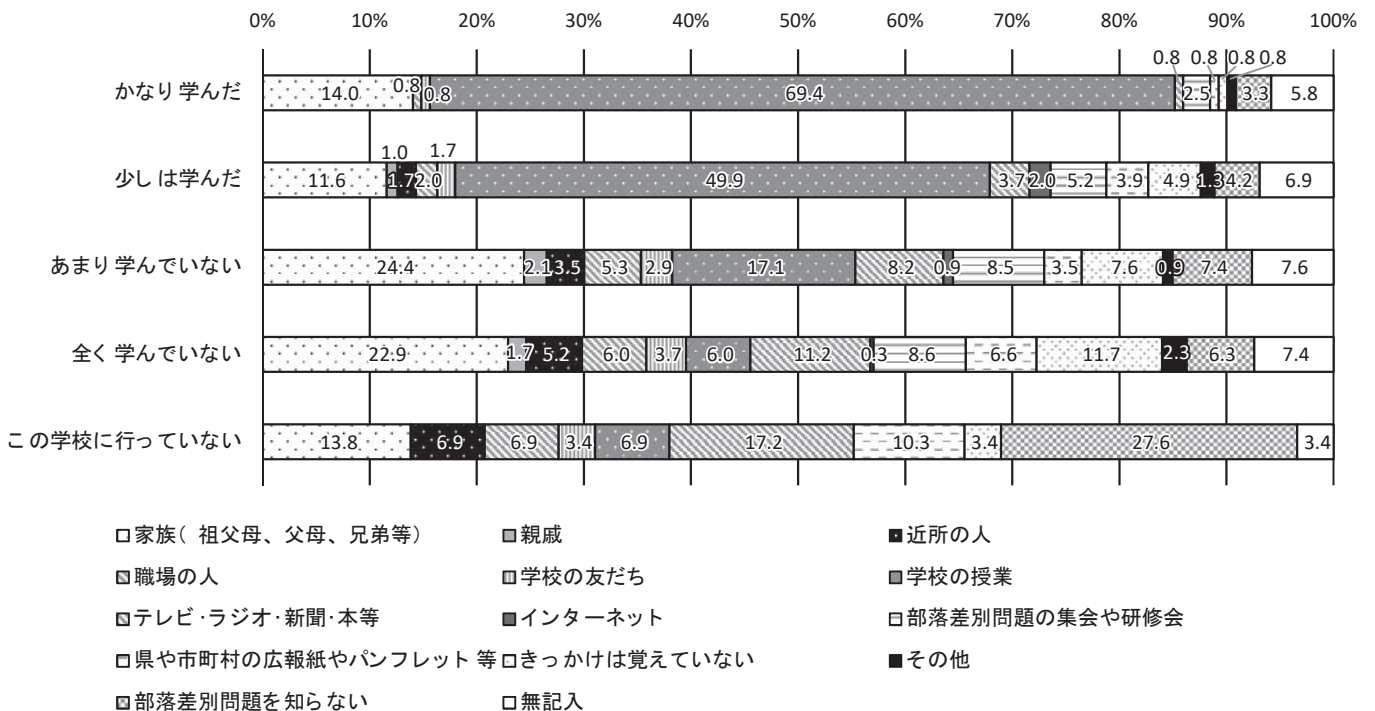 0% 10% 20% 30% 40% 50% 60% 70% 80% 90% 100%
0.8 0.8 0.8 0.8
かなり学んだ 14.0 0.8 0.8 69.4 2.5 3.3 5.8
1.0 1.7
少しは学んだ 11.6 1.7 2.0 49.9 3.7 2.0 5.2 3.9 4.9 1.3 4.2 6.9
あまり学んでいない 24.4 2.1 3.5 5.3 2.9 17.1 8.2 0.9 8.5 3.5 7.6 0.9 7.4 7.6
全く学んでいない 22.9 1.7 5.2 6.0 3.7 6.0 11.2 0.3 8.6 6.6 11.7 2.3 6.3 7.4
この学校に行っていない 13.8 6.9 6.9 3.4 6.9 17.2 10.3 3.4 27.6 3.4
家族(祖父母、父母、兄弟等) 親戚 近所の人
職場の人 学校の友だち 学校の授業
テレビ・ラジオ・新聞・本等 インターネット 部落差別問題の集会や研修会
県や市町村の広報紙やパンフレット等 きっかけは覚えていない その他
部落差別問題を知らない 無記入